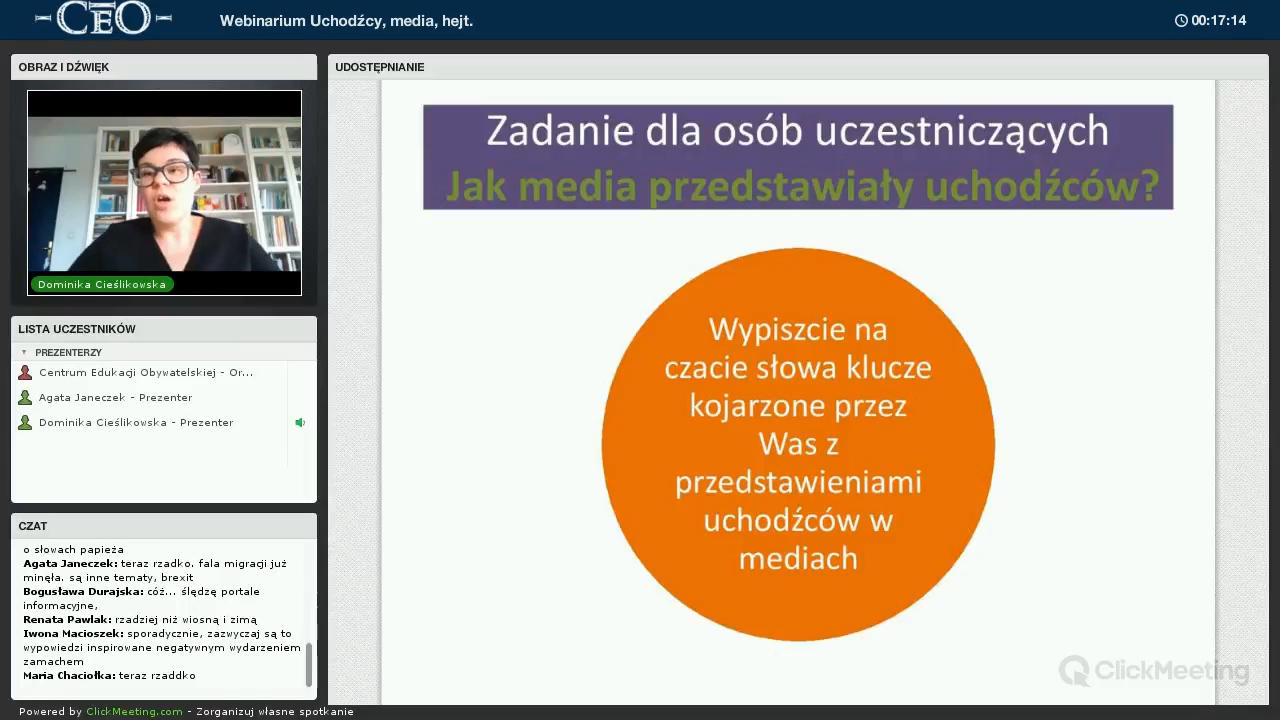 CEO
Webinarium Uchodźcy, media, hejt.
00:17:14
OBRAZ I DŹWIĘK
Dominika Cieślikowska
LISTA UCZESTNIKÓW
PREZENTERZY
Centrum Edukacji Obywatelskiej - Or...
Agata Janeczek - Prezenter
Dominika Cieślikowska - Prezenter
CZAT
o słowach papieża
Agata Janeczek: teraz rzadko. fala migracji już
minęła. są inne tematy, brexit
Bogusława Durajska: cóż... ślędzę portale
informacyjne,
Renata Pawlak: rzadziej niż wiosną i zimą
Iwona Macioszek: sporadycznie, zazwyczaj są to
wypowiedzi inspirowane negatywnym wydarzeniem
zamachem
Maria Chaciołka: teraz rzaddko
UDOSTĘPNIANIE
Zadanie dla osób uczestniczących
Jak media przedstawiały uchodźców?
Wypiszcie na
czacie słowa klucze
kojarzone przez
Was z
przedstawieniami
uchodźców w
mediach
ClickMeeting
Powered by ClickMeeting.com - Zorganizuj własne spotkanie